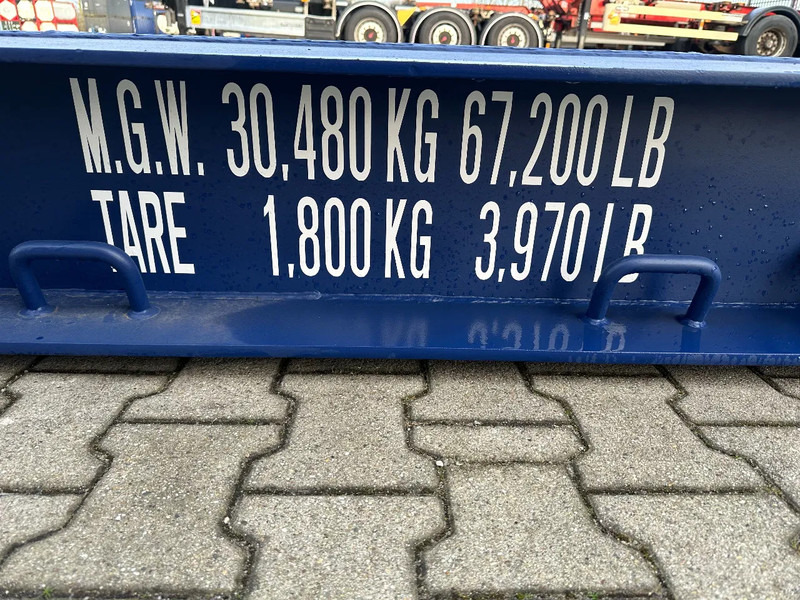 M.G.W. 30,480 KG 67,200 LB
TARE 1,800 KG 3,970 LB